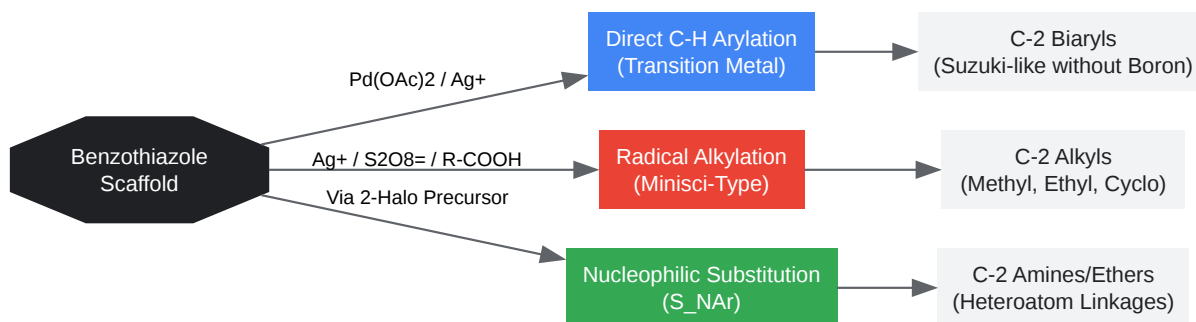 Benzothiazole
Scaffold
Pd(OAc)2 / Ag+
Direct C-H Arylation
(Transition Metal)
C-2 Biaryls
(Suzuki-like without Boron)
Ag+ / S2O8= / R-COOH
Radical Alkylation
(Minisci-Type)
C-2 Alkyls
(Methyl, Ethyl, Cyclo)
Via 2-Halo Precursor
Nucleophilic Substitution
(S_NAr)
C-2 Amines/Ethers
(Heteroatom Linkages)